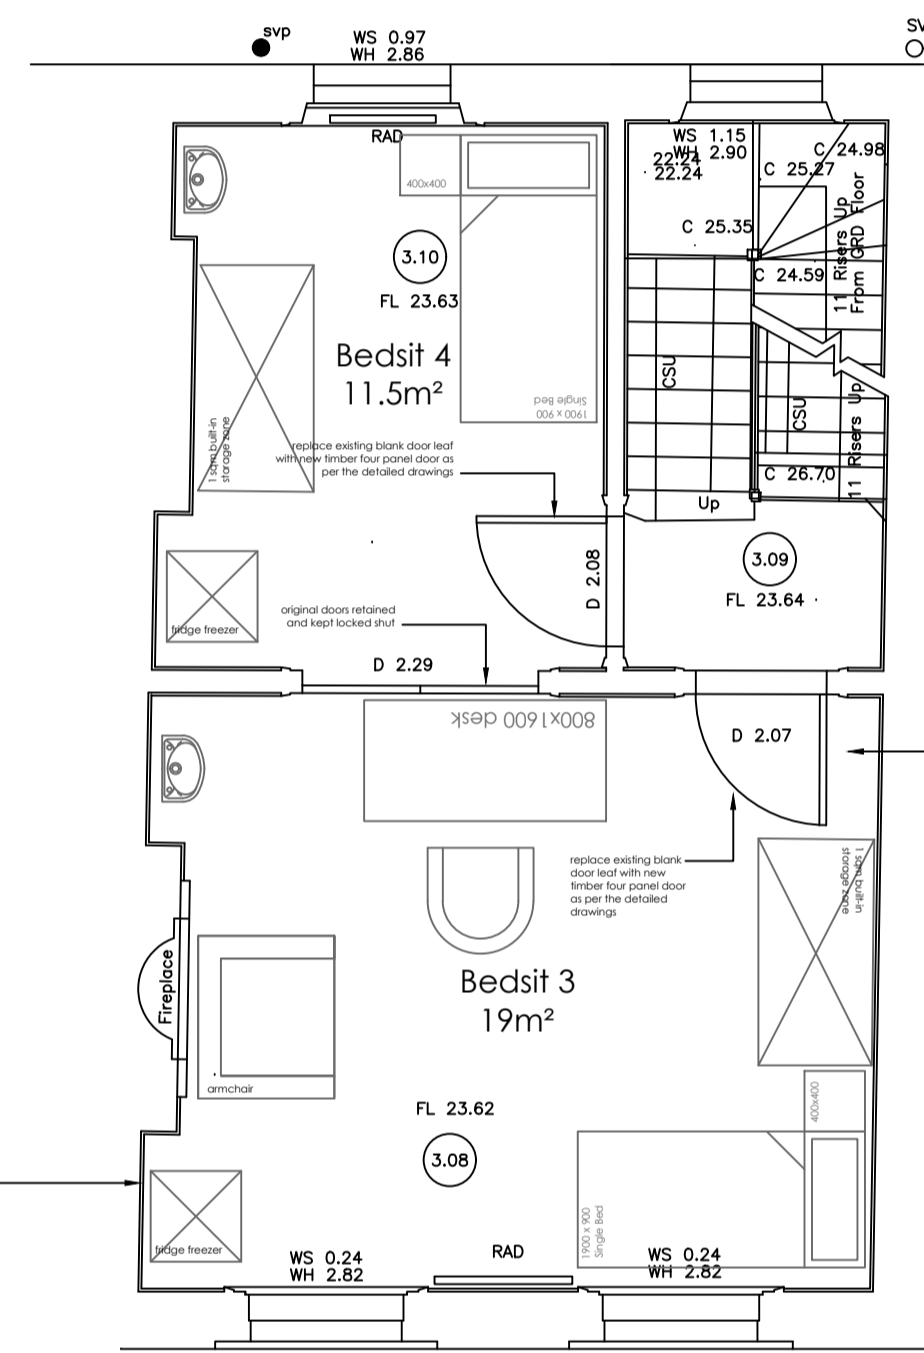 svp
WS 0.97
WH 2.86
SV
RAD
400x400
WS 1.15
WH 2.90
22.24
22.24
C 24.98
C 25.27
C 25.35
C 24.59
11 Risers Up
From GRD Floor
3.10
FL 23.63
Bedsit 4
11.5m²
1900 x 900
Single Bed
1 sqm built-in
storage zone
replace existing blank door leaf
with new timber four panel door as
per the detailed drawings
CSU
CSU
11 Risers Up
C 26.70
Up
D 2.08
3.09
FL 23.64
fridge freezer
original doors retained
and kept locked shut
D 2.29
800x1600 desk
D 2.07
replace existing blank
door leaf with new
timber four panel door
as per the detailed
drawings
1 sqm built-in
storage zone
Fireplace
Bedsit 3
19m²
armchair
400x400
FL 23.62
3.08
1900 x 900
Single Bed
fridge freezer
WS 0.24
WH 2.82
RAD
WS 0.24
WH 2.82